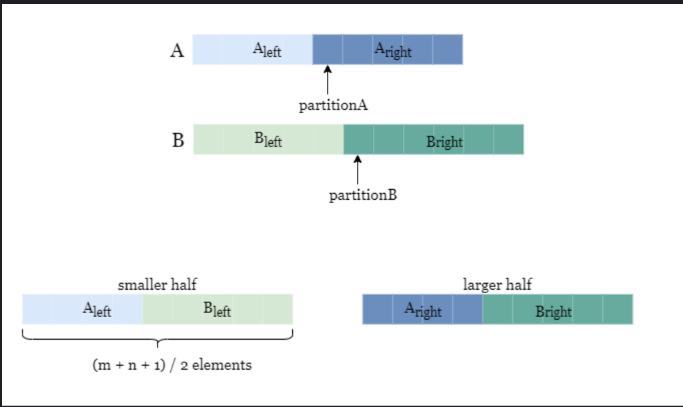 A Aleft Aright
partitionA
B Bleft Bright
partitionB
smaller half larger half
Aleft Bleft Aright Bright
(m + n + 1) / 2 elements